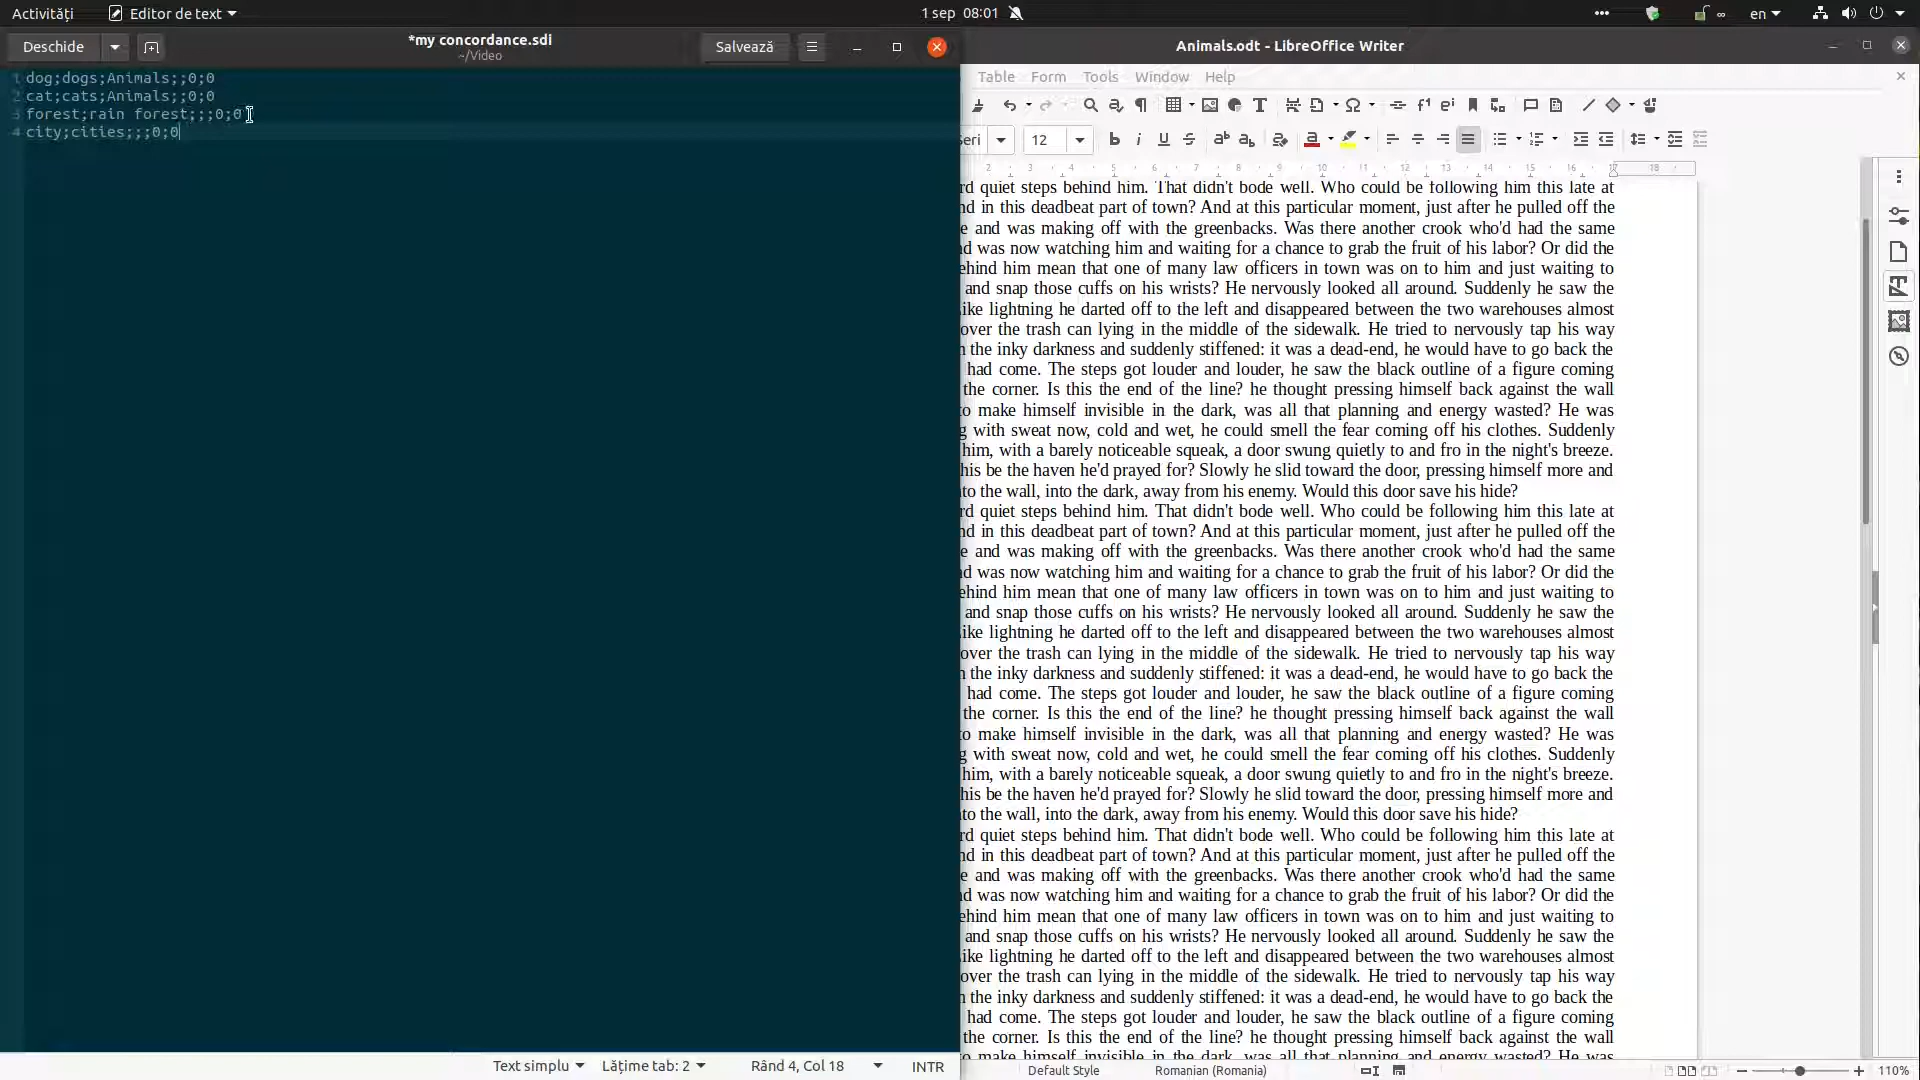 Activități
Editor de text
1 sep 08:01
en
Deschide
*my concordance.sdi
~/Video
Salvează
1 dog;dogs;Animals;;0;0
2 cat;cats;Animals;;0;0
3 forest;rain forest;;;0;0
4 city;cities;;;0;0
Text simplu
Lățime tab: 2
Rând 4, Col 18
INTR
Animals.odt - LibreOffice Writer
Table Form Tools Window Help
12
2 3 4 5 6 7 8 9 10 11 12 13 14 15 16 17 18
quiet steps behind him. That didn't bode well. Who could be following him this late at
in this deadbeat part of town? And at this particular moment, just after he pulled off the
and was making off with the greenbacks. Was there another crook who'd had the same
was now watching him and waiting for a chance to grab the fruit of his labor? Or did the
him mean that one of many law officers in town was on to him and just waiting to
and snap those cuffs on his wrists? He nervously looked all around. Suddenly he saw the
lightning he darted off to the left and disappeared between the two warehouses almost
over the trash can lying in the middle of the sidewalk. He tried to nervously tap his way
the inky darkness and suddenly stiffened: it was a dead-end, he would have to go back the
had come. The steps got louder and louder, he saw the black outline of a figure coming
the corner. Is this the end of the line? he thought pressing himself back against the wall
to make himself invisible in the dark, was all that planning and energy wasted? He was
with sweat now, cold and wet, he could smell the fear coming off his clothes. Suddenly
him, with a barely noticeable squeak, a door swung quietly to and fro in the night's breeze.
be the haven he'd prayed for? Slowly he slid toward the door, pressing himself more and
the wall, into the dark, away from his enemy. Would this door save his hide?
quiet steps behind him. That didn't bode well. Who could be following him this late at
in this deadbeat part of town? And at this particular moment, just after he pulled off the
and was making off with the greenbacks. Was there another crook who'd had the same
was now watching him and waiting for a chance to grab the fruit of his labor? Or did the
him mean that one of many law officers in town was on to him and just waiting to
and snap those cuffs on his wrists? He nervously looked all around. Suddenly he saw the
lightning he darted off to the left and disappeared between the two warehouses almost
over the trash can lying in the middle of the sidewalk. He tried to nervously tap his way
the inky darkness and suddenly stiffened: it was a dead-end, he would have to go back the
had come. The steps got louder and louder, he saw the black outline of a figure coming
the corner. Is this the end of the line? he thought pressing himself back against the wall
to make himself invisible in the dark, was all that planning and energy wasted? He was
with sweat now, cold and wet, he could smell the fear coming off his clothes. Suddenly
him, with a barely noticeable squeak, a door swung quietly to and fro in the night's breeze.
be the haven he'd prayed for? Slowly he slid toward the door, pressing himself more and
the wall, into the dark, away from his enemy. Would this door save his hide?
quiet steps behind him. That didn't bode well. Who could be following him this late at
in this deadbeat part of town? And at this particular moment, just after he pulled off the
and was making off with the greenbacks. Was there another crook who'd had the same
was now watching him and waiting for a chance to grab the fruit of his labor? Or did the
him mean that one of many law officers in town was on to him and just waiting to
and snap those cuffs on his wrists? He nervously looked all around. Suddenly he saw the
lightning he darted off to the left and disappeared between the two warehouses almost
over the trash can lying in the middle of the sidewalk. He tried to nervously tap his way
the inky darkness and suddenly stiffened: it was a dead-end, he would have to go back the
had come. The steps got louder and louder, he saw the black outline of a figure coming
the corner. Is this the end of the line? he thought pressing himself back against the wall
to make himself invisible in the dark, was all that planning and energy wasted? He was
Default Style
Romanian (Romania)
110%